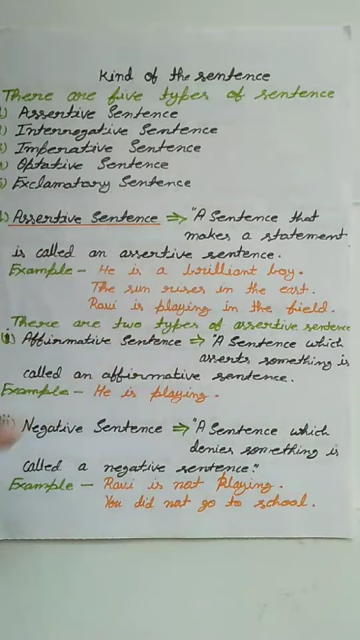 Kind of the sentence
There are five types of sentence
1) Assertive Sentence
2) Interrnegative Sentence
3) Imperative Sentence
4) Optative Sentence
5) Exclamatory Sentence
1.) Assertive Sentence ⇒ "A Sentence that
makes a statement
is called an assertive sentence.
Example - He is a brilliant boy.
The sun rises in the east.
Ravi is playing in the field.
There are two types of assertive sentence
(i) Affirmative Sentence ⇒ "A Sentence which
asserts something is
called an affirmative sentence.
Example - He is playing.
Negative Sentence ⇒ "A Sentence which
denies something is
called a negative sentence."
Example - Ravi is not Playing.
You did not go to school.